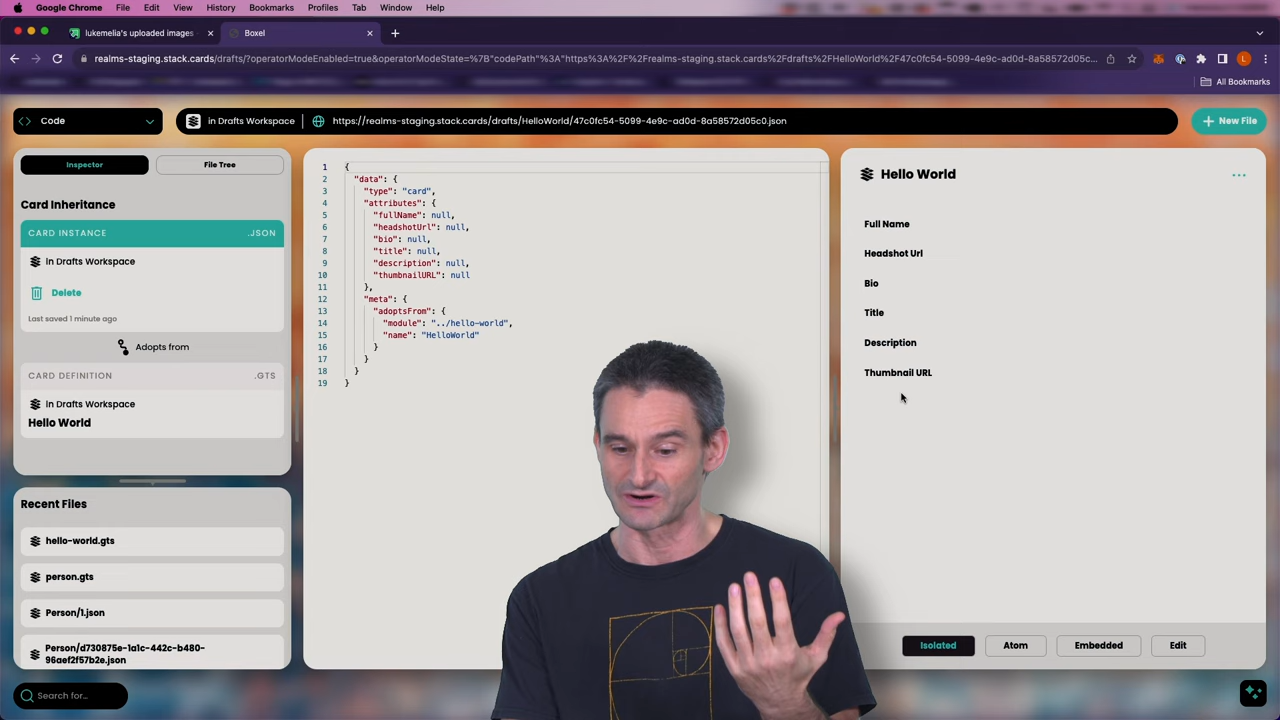 Google Chrome File Edit View History Bookmarks Profiles Tab Window Help
lukemelia's uploaded images
Boxel
realms-staging.stack.cards/drafts/?operatorModeEnabled=true&operatorModeState=%7B"codePath"%3A"https%3A%2F%2Frealms-staging.stack.cards%2Fdrafts%2FHelloWorld%2F47c0fc54-5099-4e9c-ad0d-8a58572d05c...
L
All Bookmarks
Code
in Drafts Workspace
https://realms-staging.stack.cards/drafts/HelloWorld/47c0fc54-5099-4e9c-ad0d-8a58572d05c0.json
+ New File
Inspector
File Tree
Card Inheritance
CARD INSTANCE .JSON
in Drafts Workspace
Delete
Last saved 1 minute ago
Adopts from
CARD DEFINITION .GTS
in Drafts Workspace
Hello World
Recent Files
hello-world.gts
person.gts
Person/1.json
Person/d730875e-1a1c-442c-b480-
96aef2f57b2e.json
Search for...
1 {
2 "data": {
3 "type": "card",
4 "attributes": {
5 "fullName": null,
6 "headshotUrl": null,
7 "bio": null,
8 "title": null,
9 "description": null,
10 "thumbnailURL": null
11 },
12 "meta": {
13 "adoptsFrom": {
14 "module": "../hello-world",
15 "name": "HelloWorld"
16 }
17 }
18 }
19 }
Hello World
Full Name
Headshot Url
Bio
Title
Description
Thumbnail URL
Isolated
Atom
Embedded
Edit